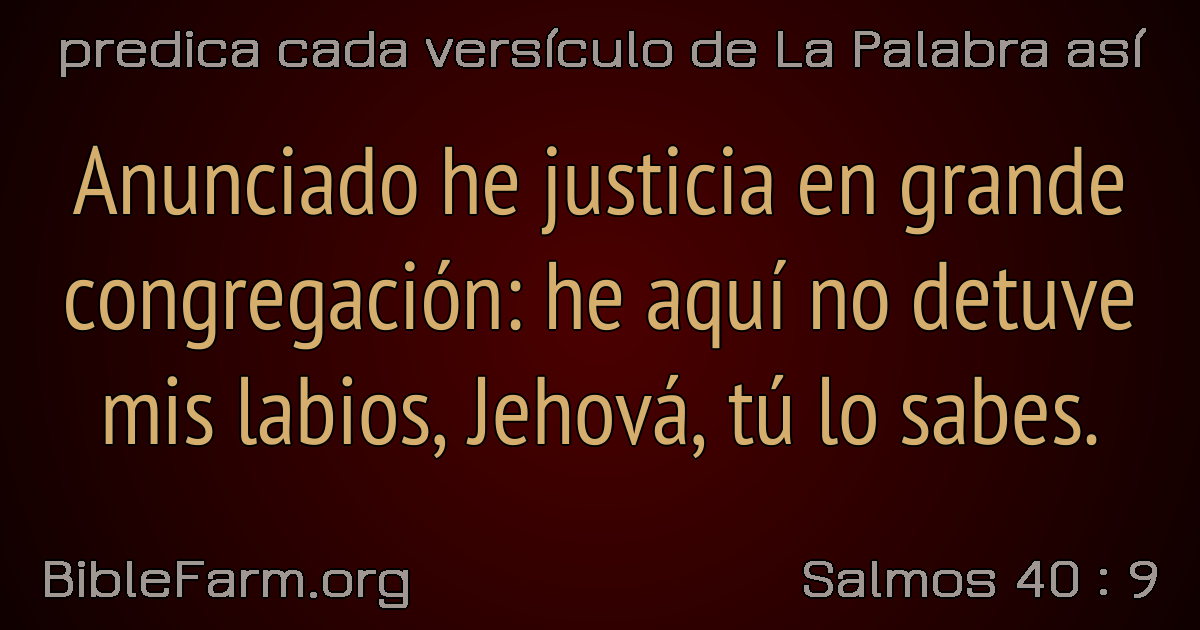 predica cada versículo de La Palabra así
Anunciado he justicia en grande
congregación: he aquí no detuve
mis labios, Jehová, tú lo sabes.
BibleFarm.org
Salmos 40 : 9